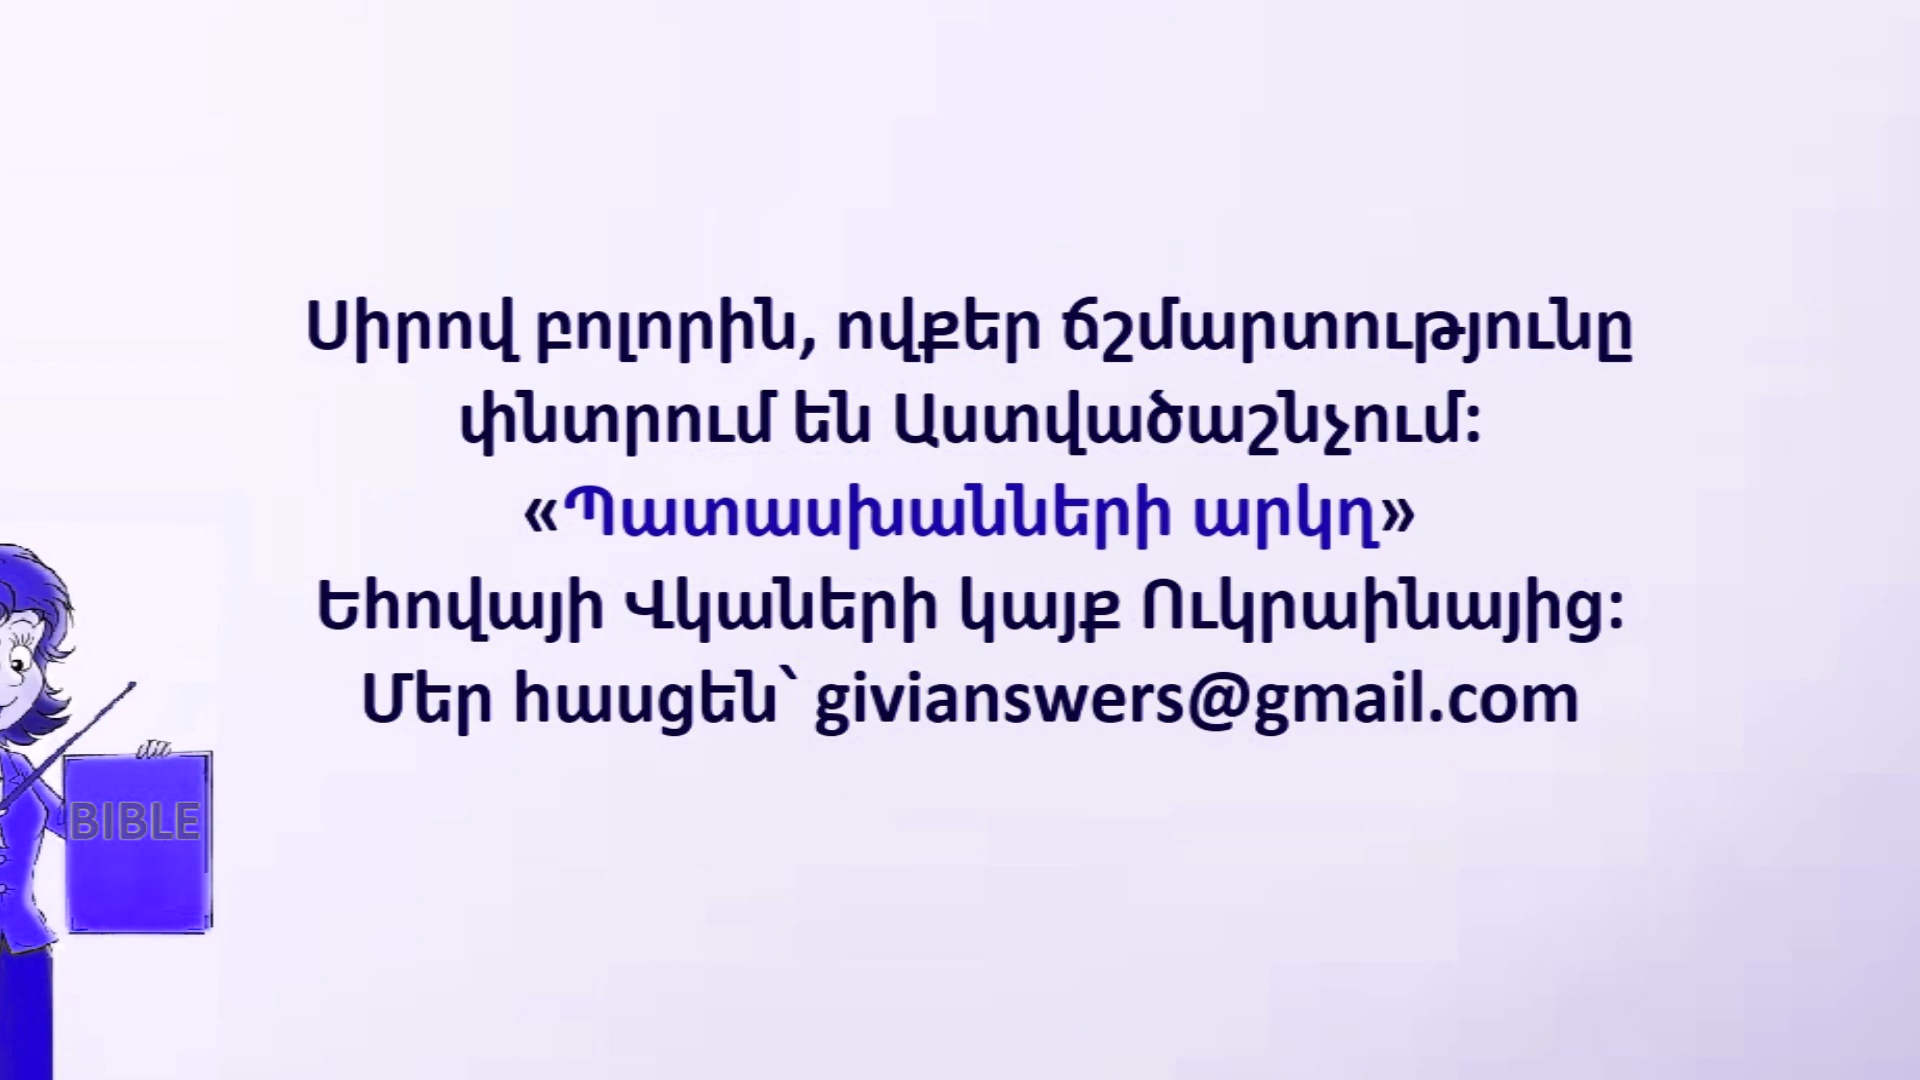 Սիրով բոլորին, ովքեր ճշմարտությունը
փնտրում են Աստվածաշնչում:
«Պատասխանների արկղ»
Եհովայի Վկաների կայք Ուկրաինայից:
Մեր հասցեն՝ givianswers@gmail.com
BIBLE